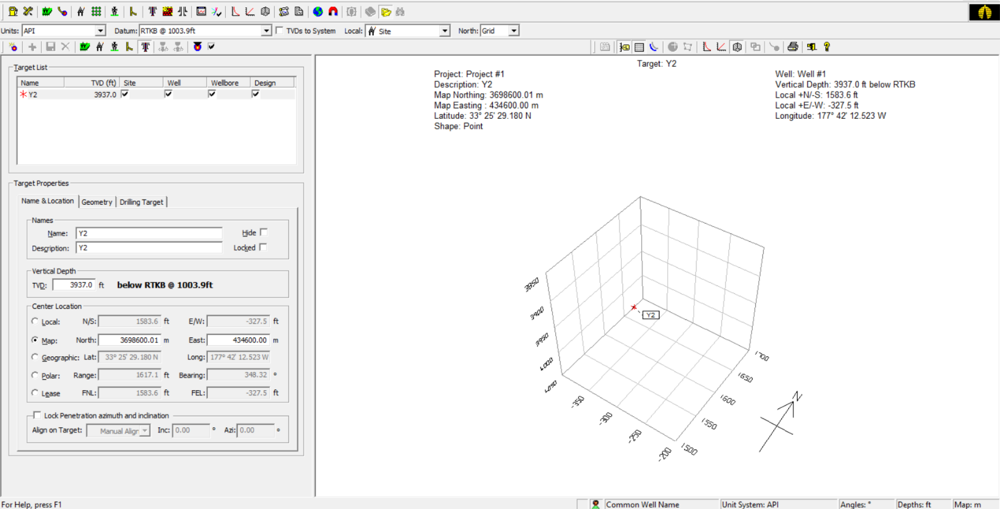 Units: API Datum: RTKB @ 1003.9ft TVDs to System Local: Site North: Grid
Target List
Name TVD (ft) Site Well Wellbore Design
Y2 3937.0
Target Properties
Name & Location Geometry Drilling Target
Names
Name: Y2 Hide
Description: Y2 Locked
Vertical Depth
TVD: 3937.0 ft below RTKB @ 1003.9ft
Center Location
Local: N/S: 1583.6 ft E/W: -327.5 ft
Map: North: 3698600.01 m East: 434600.00 m
Geographic: Lat: 33° 25' 29.180 N Long: 177° 42' 12.523 W
Polar: Range: 1617.1 ft Bearing: 348.32 °
Lease FNL: 1583.6 ft FEL: -327.5 ft
Lock Penetration azimuth and inclination
Align on Target: Manual Align Inc: 0.00 ° Azi: 0.00 °
Target: Y2
Project: Project #1
Description: Y2
Map Northing: 3698600.01 m
Map Easting : 434600.00 m
Latitude: 33° 25' 29.180 N
Shape: Point
Well: Well #1
Vertical Depth: 3937.0 ft below RTKB
Local +N/-S: 1583.6 ft
Local +E/-W: -327.5 ft
Longitude: 177° 42' 12.523 W
3850
3900
3950
4000
4050
Y2
-350
-300
-250
-200
1500
1550
1600
1650
1700
N
For Help, press F1
Common Well Name Unit System: API Angles: ° Depths: ft Map: m